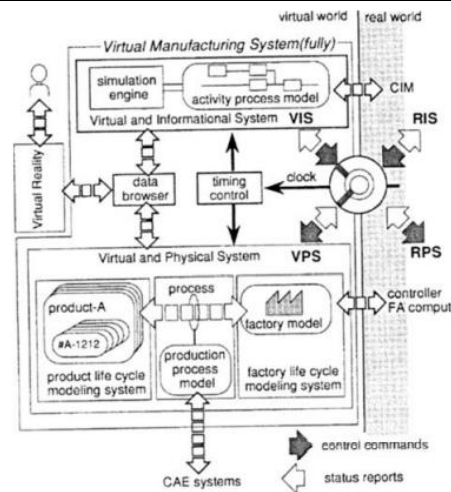 virtual world
real world
Virtual Manufacturing System(fully)
simulation
engine
activity process model
Virtual and Informational System VIS
CIM
RIS
Virtual Reality
data
browser
timing
control
clock
Virtual and Physical System
VPS
RPS
product-A
#A-1212
product life cycle
modeling system
process
production
process
model
factory model
factory life cycle
modeling system
controller
FA comput
control commands
status reports
CAE systems